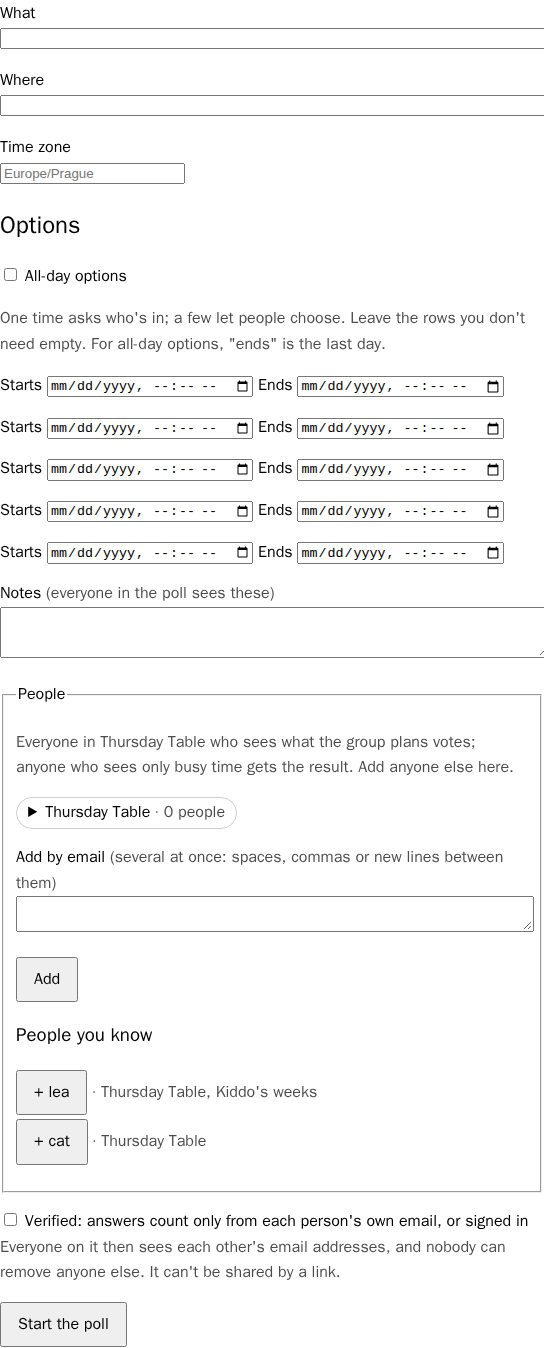 What
Where
Time zone
Europe/Prague
Options
All-day options
One time asks who's in; a few let people choose. Leave the rows you don't
need empty. For all-day options, "ends" is the last day.
Starts mm/dd/yyyy, --:-- -- Ends mm/dd/yyyy, --:-- --
Starts mm/dd/yyyy, --:-- -- Ends mm/dd/yyyy, --:-- --
Starts mm/dd/yyyy, --:-- -- Ends mm/dd/yyyy, --:-- --
Starts mm/dd/yyyy, --:-- -- Ends mm/dd/yyyy, --:-- --
Starts mm/dd/yyyy, --:-- -- Ends mm/dd/yyyy, --:-- --
Notes (everyone in the poll sees these)
People
Everyone in Thursday Table who sees what the group plans votes;
anyone who sees only busy time gets the result. Add anyone else here.
Thursday Table · 0 people
Add by email (several at once: spaces, commas or new lines between
them)
Add
People you know
+ lea · Thursday Table, Kiddo's weeks
+ cat · Thursday Table
Verified: answers count only from each person's own email, or signed in
Everyone on it then sees each other's email addresses, and nobody can
remove anyone else. It can't be shared by a link.
Start the poll